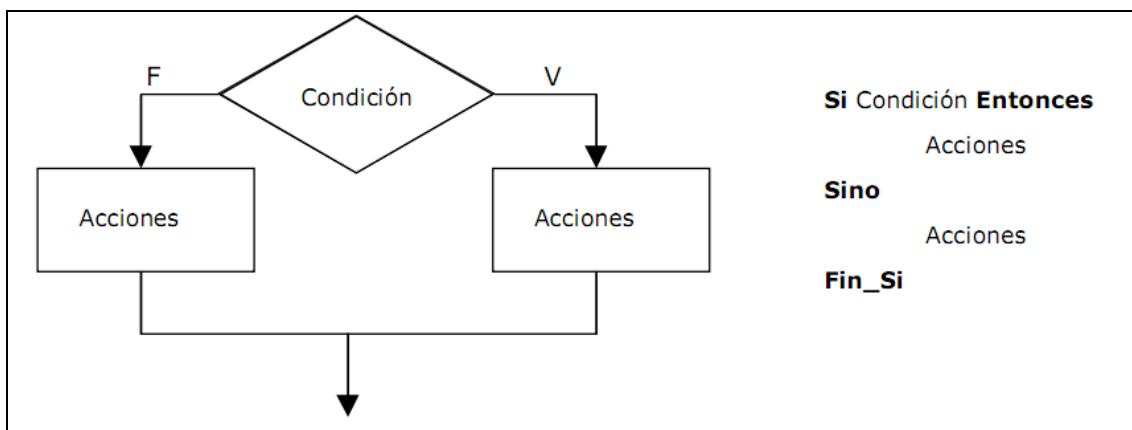 F
V
Condición
Acciones
Acciones
Si Condición Entonces
Acciones
Sino
Acciones
Fin_Si